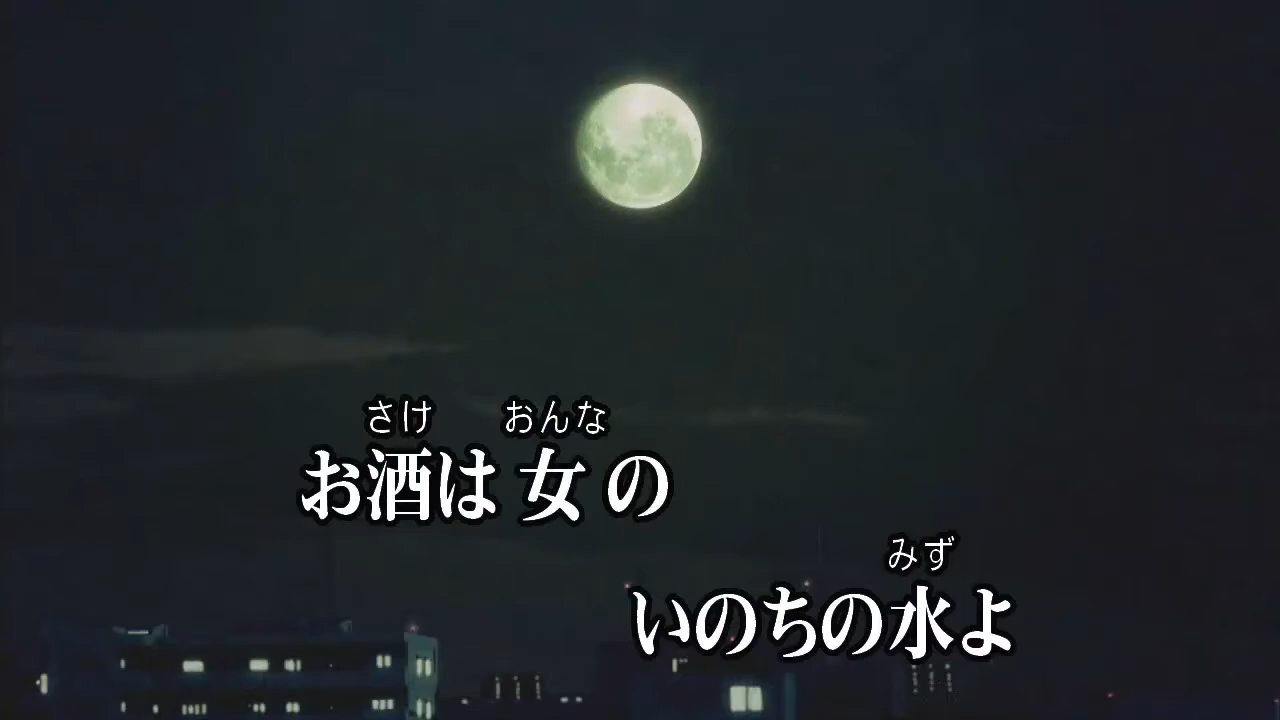 さけ おんな
お酒は女の
みず
いのちの水よ